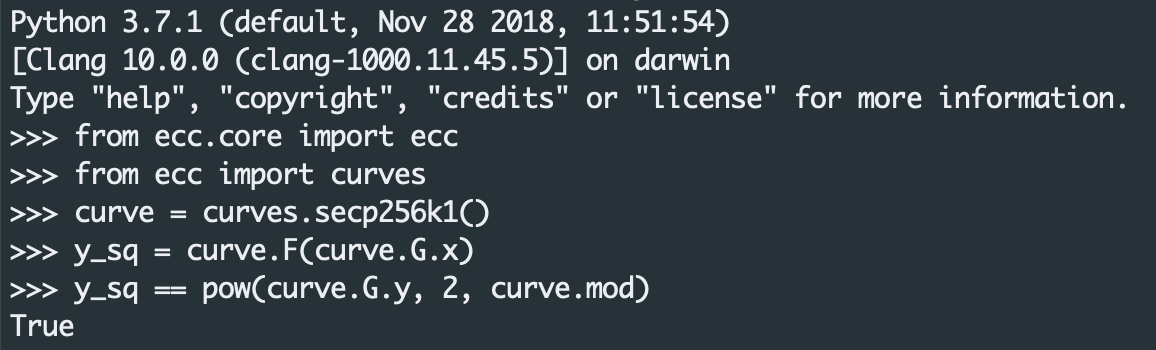 Python 3.7.1 (default, Nov 28 2018, 11:51:54)
[Clang 10.0.0 (clang-1000.11.45.5)] on darwin
Type "help", "copyright", "credits" or "license" for more information.
>>> from ecc.core import ecc
>>> from ecc import curves
>>> curve = curves.secp256k1()
>>> y_sq = curve.F(curve.G.x)
>>> y_sq == pow(curve.G.y, 2, curve.mod)
True